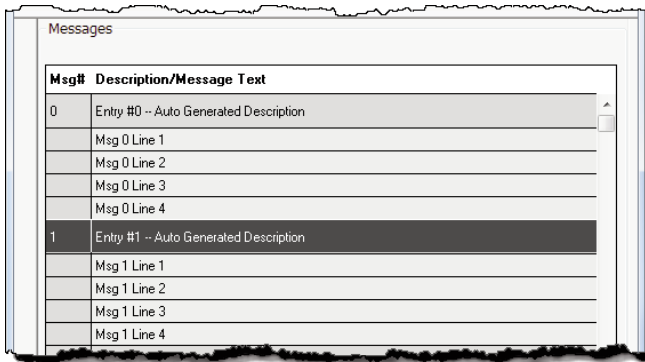 Messages
Msg# Description/Message Text
0 Entry #0 -- Auto Generated Description
Msg 0 Line 1
Msg 0 Line 2
Msg 0 Line 3
Msg 0 Line 4
1 Entry #1 -- Auto Generated Description
Msg 1 Line 1
Msg 1 Line 2
Msg 1 Line 3
Msg 1 Line 4